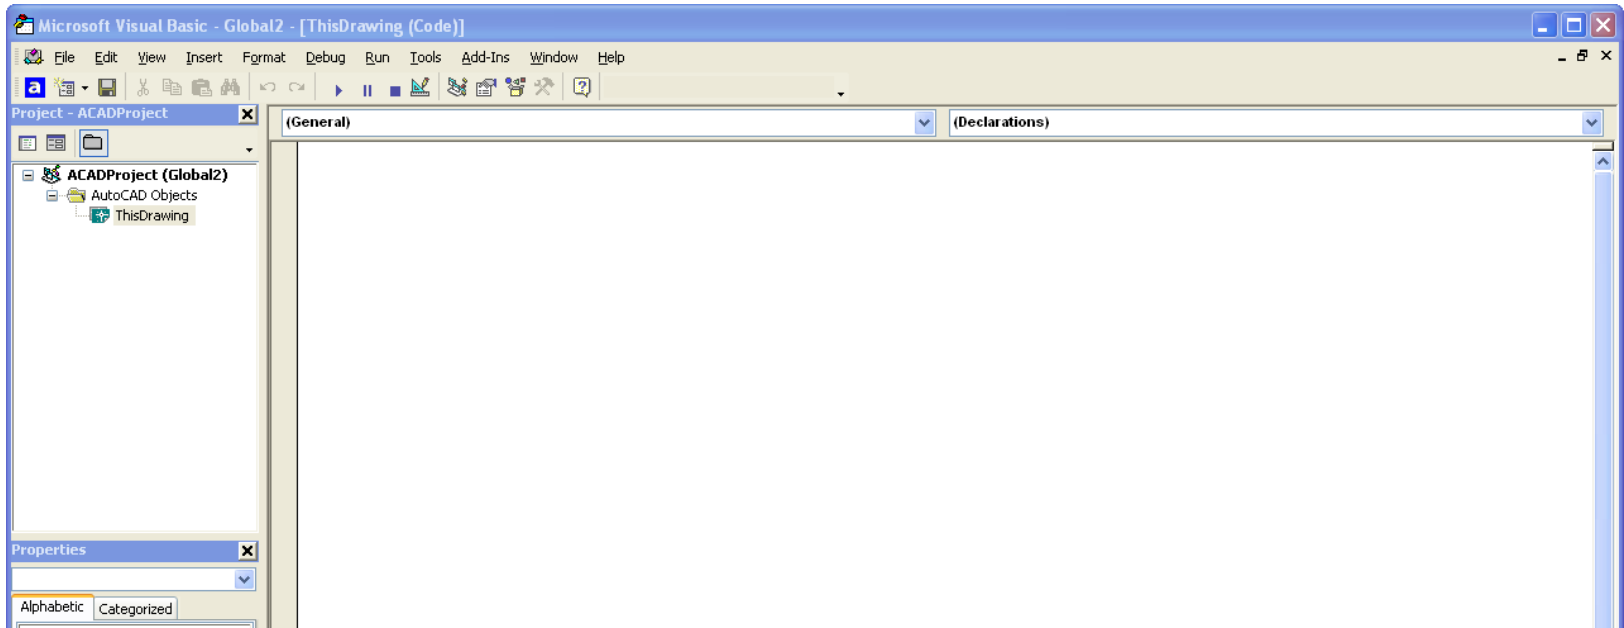 Microsoft Visual Basic - Global2 - [ThisDrawing (Code)]
File Edit View Insert Format Debug Run Tools Add-Ins Window Help
a
Project - ACADProject
(General) (Declarations)
ACADProject (Global2)
AutoCAD Objects
ThisDrawing
Properties
Alphabetic Categorized